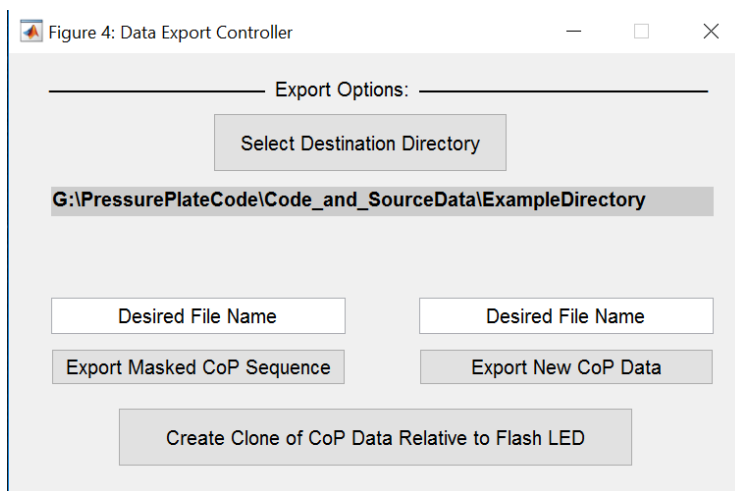 Figure 4: Data Export Controller
Export Options:
Select Destination Directory
G:\PressurePlateCode\Code_and_SourceData\ExampleDirectory
Desired File Name
Desired File Name
Export Masked CoP Sequence
Export New CoP Data
Create Clone of CoP Data Relative to Flash LED